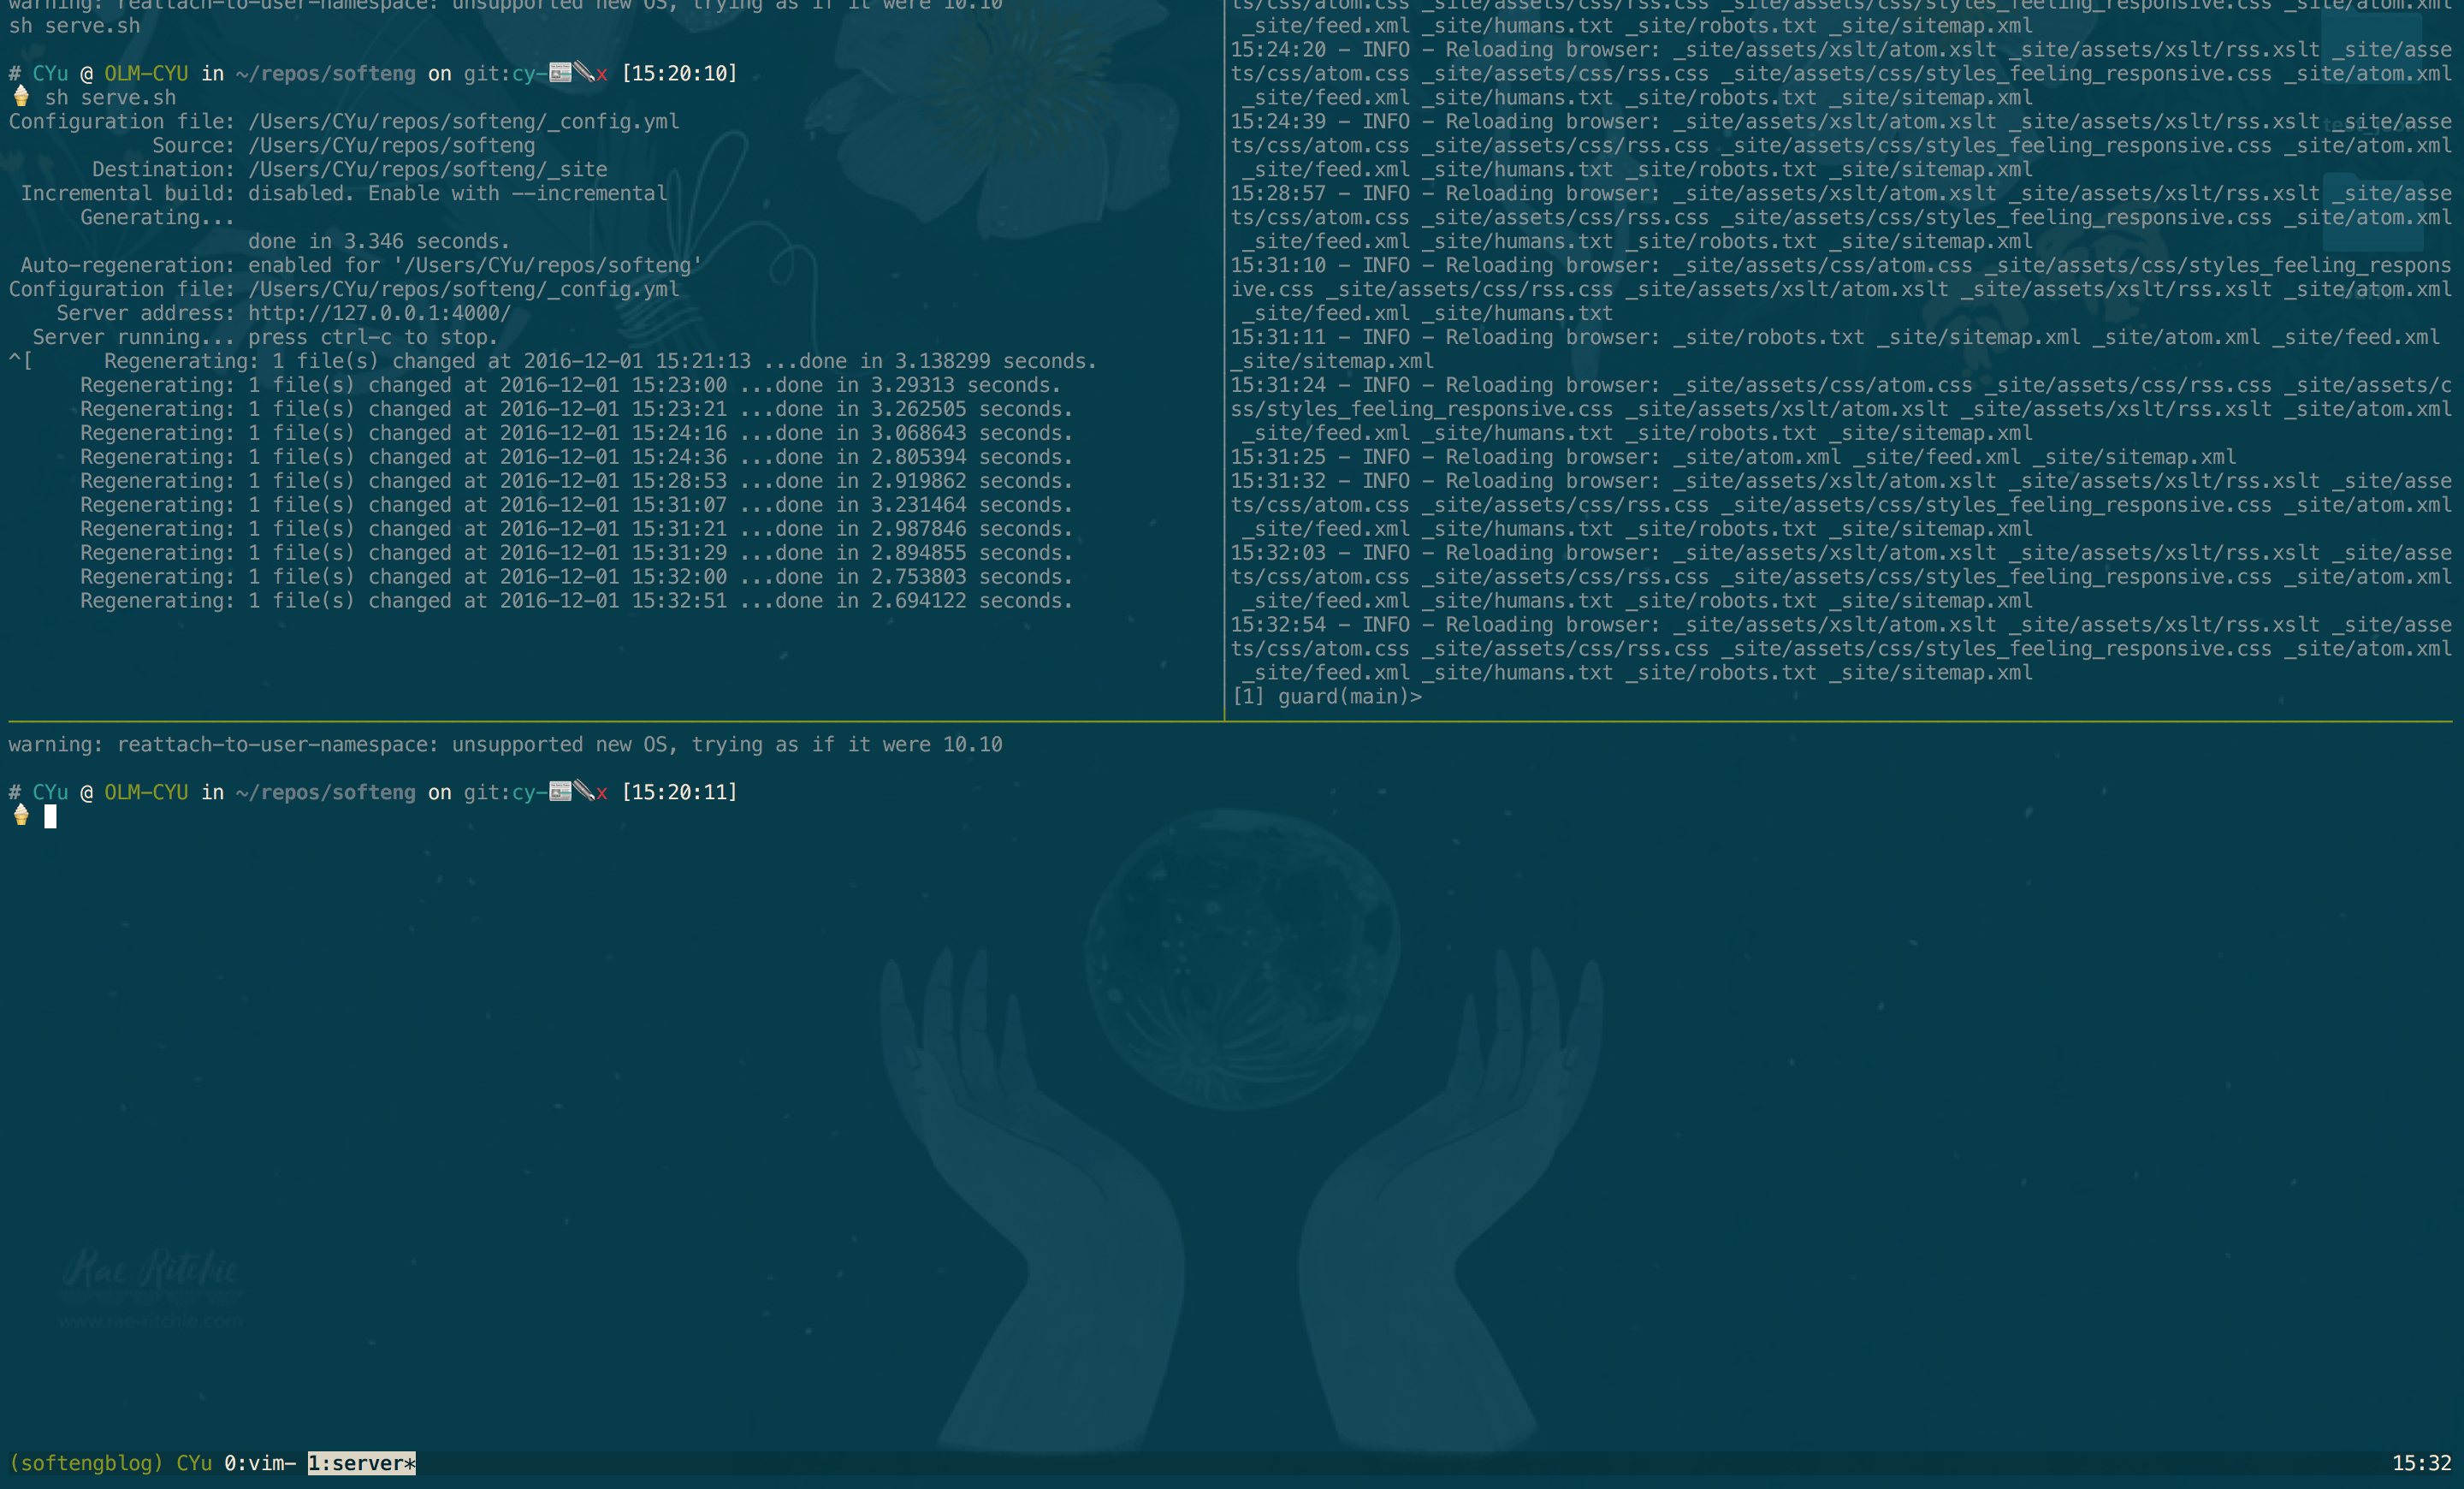 warning: reattach-to-user-namespace: unsupported new OS, trying as if it were 10.10
sh serve.sh
# CYu @ OLM-CYU in ~/repos/softeng on git:cy-📰✒x [15:20:10]
🍦 sh serve.sh
Configuration file: /Users/CYu/repos/softeng/_config.yml
Source: /Users/CYu/repos/softeng
Destination: /Users/CYu/repos/softeng/_site
Incremental build: disabled. Enable with --incremental
Generating...
done in 3.346 seconds.
Auto-regeneration: enabled for '/Users/CYu/repos/softeng'
Configuration file: /Users/CYu/repos/softeng/_config.yml
Server address: http://127.0.0.1:4000/
Server running... press ctrl-c to stop.
^[      Regenerating: 1 file(s) changed at 2016-12-01 15:21:13 ...done in 3.138299 seconds.
Regenerating: 1 file(s) changed at 2016-12-01 15:23:00 ...done in 3.29313 seconds.
Regenerating: 1 file(s) changed at 2016-12-01 15:23:21 ...done in 3.262505 seconds.
Regenerating: 1 file(s) changed at 2016-12-01 15:24:16 ...done in 3.068643 seconds.
Regenerating: 1 file(s) changed at 2016-12-01 15:24:36 ...done in 2.805394 seconds.
Regenerating: 1 file(s) changed at 2016-12-01 15:28:53 ...done in 2.919862 seconds.
Regenerating: 1 file(s) changed at 2016-12-01 15:31:07 ...done in 3.231464 seconds.
Regenerating: 1 file(s) changed at 2016-12-01 15:31:21 ...done in 2.987846 seconds.
Regenerating: 1 file(s) changed at 2016-12-01 15:31:29 ...done in 2.894855 seconds.
Regenerating: 1 file(s) changed at 2016-12-01 15:32:00 ...done in 2.753803 seconds.
Regenerating: 1 file(s) changed at 2016-12-01 15:32:51 ...done in 2.694122 seconds.
ts/css/atom.css _site/assets/css/rss.css _site/assets/css/styles_feeling_responsive.css _site/atom.xml
_site/feed.xml _site/humans.txt _site/robots.txt _site/sitemap.xml
15:24:20 - INFO - Reloading browser: _site/assets/xslt/atom.xslt _site/assets/xslt/rss.xslt _site/asse
ts/css/atom.css _site/assets/css/rss.css _site/assets/css/styles_feeling_responsive.css _site/atom.xml
_site/feed.xml _site/humans.txt _site/robots.txt _site/sitemap.xml
15:24:39 - INFO - Reloading browser: _site/assets/xslt/atom.xslt _site/assets/xslt/rss.xslt _site/asse
ts/css/atom.css _site/assets/css/rss.css _site/assets/css/styles_feeling_responsive.css _site/atom.xml
_site/feed.xml _site/humans.txt _site/robots.txt _site/sitemap.xml
15:28:57 - INFO - Reloading browser: _site/assets/xslt/atom.xslt _site/assets/xslt/rss.xslt _site/asse
ts/css/atom.css _site/assets/css/rss.css _site/assets/css/styles_feeling_responsive.css _site/atom.xml
_site/feed.xml _site/humans.txt _site/robots.txt _site/sitemap.xml
15:31:10 - INFO - Reloading browser: _site/assets/css/atom.css _site/assets/css/styles_feeling_respons
ive.css _site/assets/css/rss.css _site/assets/xslt/atom.xslt _site/assets/xslt/rss.xslt _site/atom.xml
_site/feed.xml _site/humans.txt
15:31:11 - INFO - Reloading browser: _site/robots.txt _site/sitemap.xml _site/atom.xml _site/feed.xml
_site/sitemap.xml
15:31:24 - INFO - Reloading browser: _site/assets/css/atom.css _site/assets/css/rss.css _site/assets/c
ss/styles_feeling_responsive.css _site/assets/xslt/atom.xslt _site/assets/xslt/rss.xslt _site/atom.xml
_site/feed.xml _site/humans.txt _site/robots.txt _site/sitemap.xml
15:31:25 - INFO - Reloading browser: _site/atom.xml _site/feed.xml _site/sitemap.xml
15:31:32 - INFO - Reloading browser: _site/assets/xslt/atom.xslt _site/assets/xslt/rss.xslt _site/asse
ts/css/atom.css _site/assets/css/rss.css _site/assets/css/styles_feeling_responsive.css _site/atom.xml
_site/feed.xml _site/humans.txt _site/robots.txt _site/sitemap.xml
15:32:03 - INFO - Reloading browser: _site/assets/xslt/atom.xslt _site/assets/xslt/rss.xslt _site/asse
ts/css/atom.css _site/assets/css/rss.css _site/assets/css/styles_feeling_responsive.css _site/atom.xml
_site/feed.xml _site/humans.txt _site/robots.txt _site/sitemap.xml
15:32:54 - INFO - Reloading browser: _site/assets/xslt/atom.xslt _site/assets/xslt/rss.xslt _site/asse
ts/css/atom.css _site/assets/css/rss.css _site/assets/css/styles_feeling_responsive.css _site/atom.xml
_site/feed.xml _site/humans.txt _site/robots.txt _site/sitemap.xml
[1] guard(main)>
warning: reattach-to-user-namespace: unsupported new OS, trying as if it were 10.10
# CYu @ OLM-CYU in ~/repos/softeng on git:cy-📰✒x [15:20:11]
🍦
Rae Ritchie
www.rae-ritchie.com
(softengblog) CYu 0:vim- 1:server* 15:32